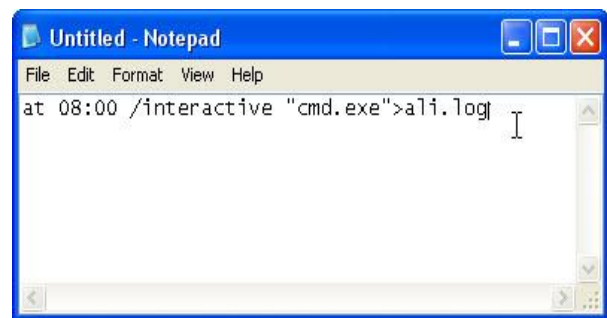 Untitled - Notepad
File Edit Format View Help
at 08:00 /interactive "cmd.exe">ali.log